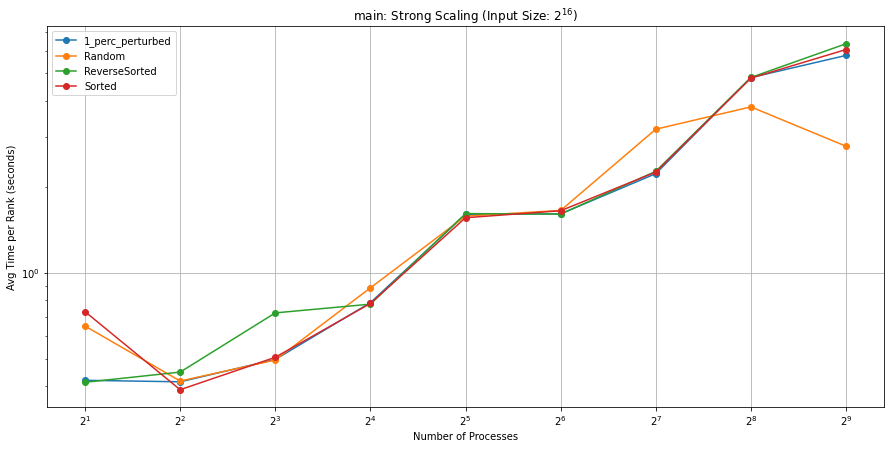 main: Strong Scaling (Input Size: 2^16)
1_perc_perturbed
Random
ReverseSorted
Sorted
Avg Time per Rank (seconds)
10^0
2^1 2^2 2^3 2^4 2^5 2^6 2^7 2^8 2^9
Number of Processes